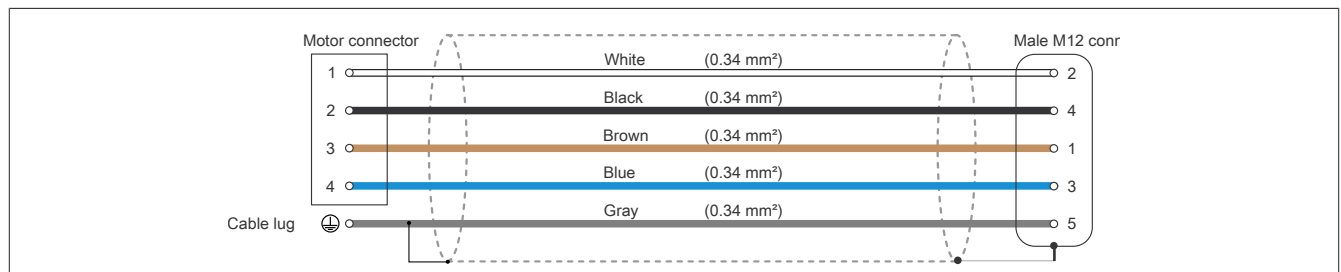 Motor connector Male M12 conr
1 White (0.34 mm²) 2
2 Black (0.34 mm²) 4
3 Brown (0.34 mm²) 1
4 Blue (0.34 mm²) 3
Cable lug Gray (0.34 mm²) 5